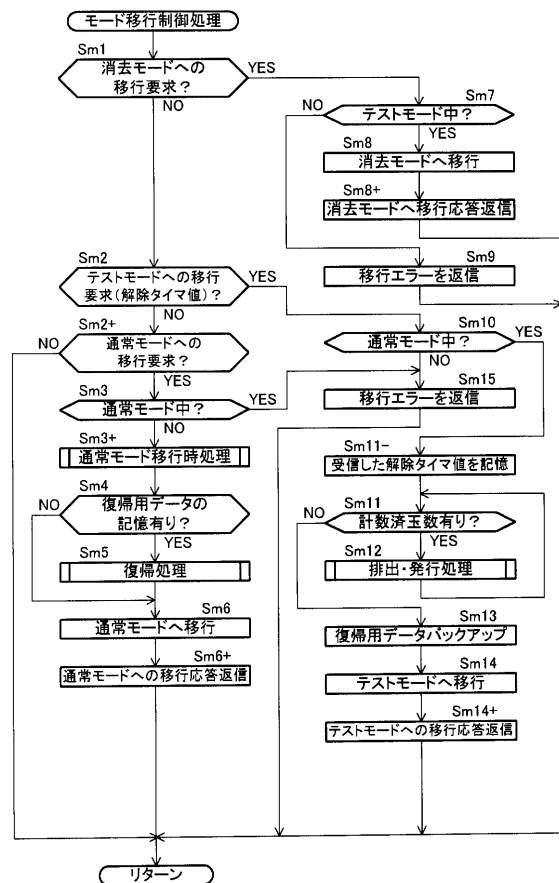 モード移行制御処理
Sm1
消去モードへの
移行要求?
YES
NO
Sm7
NO
テストモード中?
YES
Sm8
消去モードへ移行
Sm8+
消去モードへ移行応答返信
Sm9
移行エラーを返信
Sm2
テストモードへの移行
要求(解除タイマ値)?
YES
NO
Sm2+
NO
通常モードへの
移行要求?
YES
Sm10
通常モード中?
YES
NO
Sm3
通常モード中?
YES
NO
Sm15
移行エラーを返信
Sm3+
通常モード移行時処理
Sm11-
受信した解除タイマ値を記憶
Sm4
NO
復帰用データの
記憶有り?
YES
Sm11
NO
計数済玉数有り?
YES
Sm5
復帰処理
Sm12
排出・発行処理
Sm6
通常モードへ移行
Sm13
復帰用データバックアップ
Sm6+
通常モードへの移行応答返信
Sm14
テストモードへ移行
Sm14+
テストモードへの移行応答返信
リターン